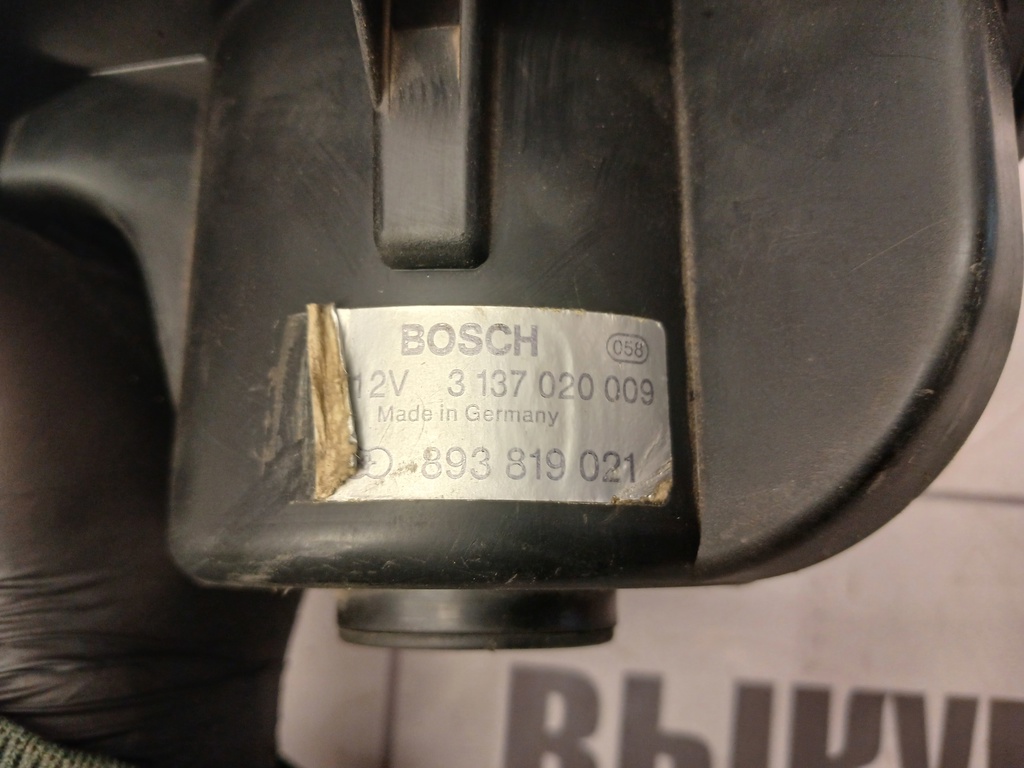 BOSCH
058
12V 3 137 020 009
Made in Germany
893 819 021